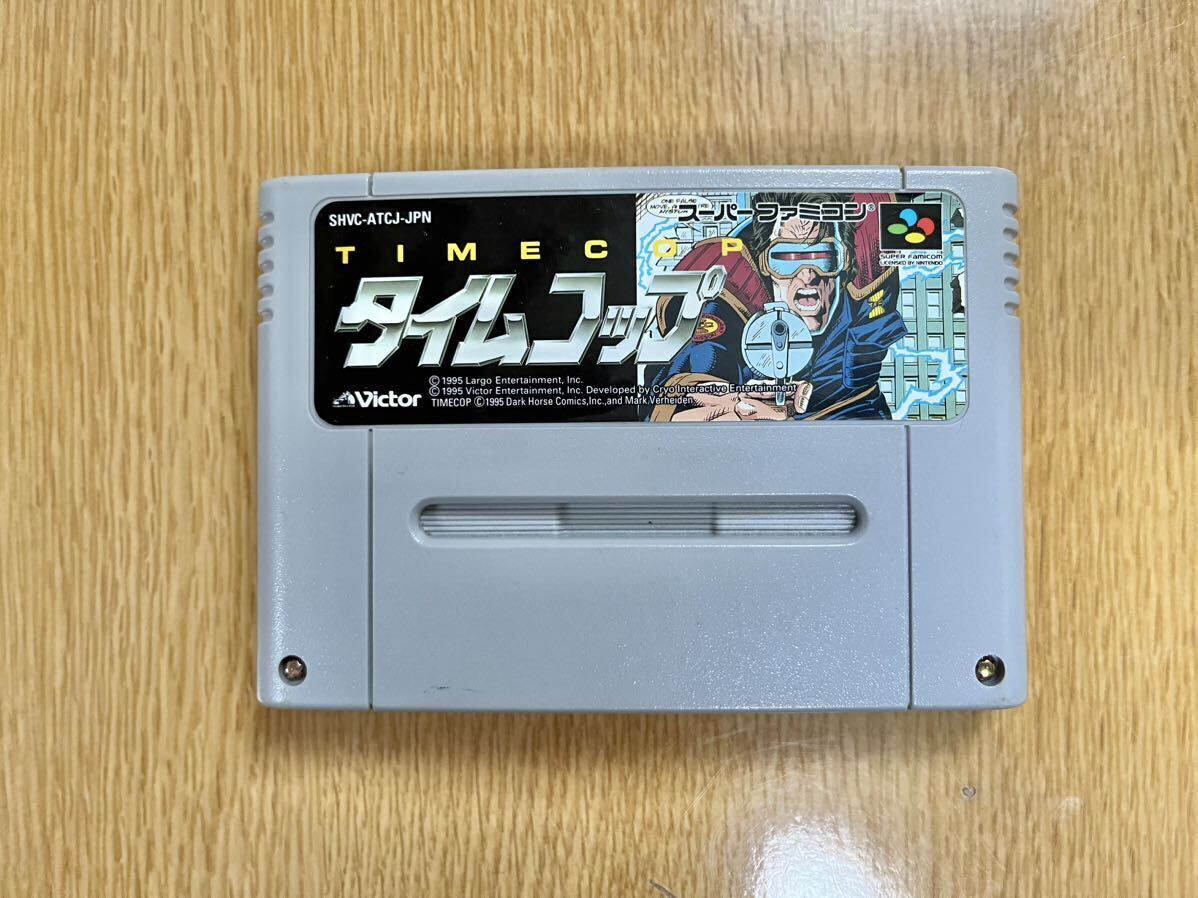 SHVC-ATCJ-JPN
ONE FALSE
スーパーファミコン®
SUPER Famicom
LICENSED BY NINTENDO
TIMECOP
タイムコップ
© 1995 Largo Entertainment, Inc.
© 1995 Victor Entertainment, Inc. Developed by Cryo Interactive Entertainment
Victor
TIMECOP ©1995 Dark Horse Comics,Inc.,and Mark Verheiden.